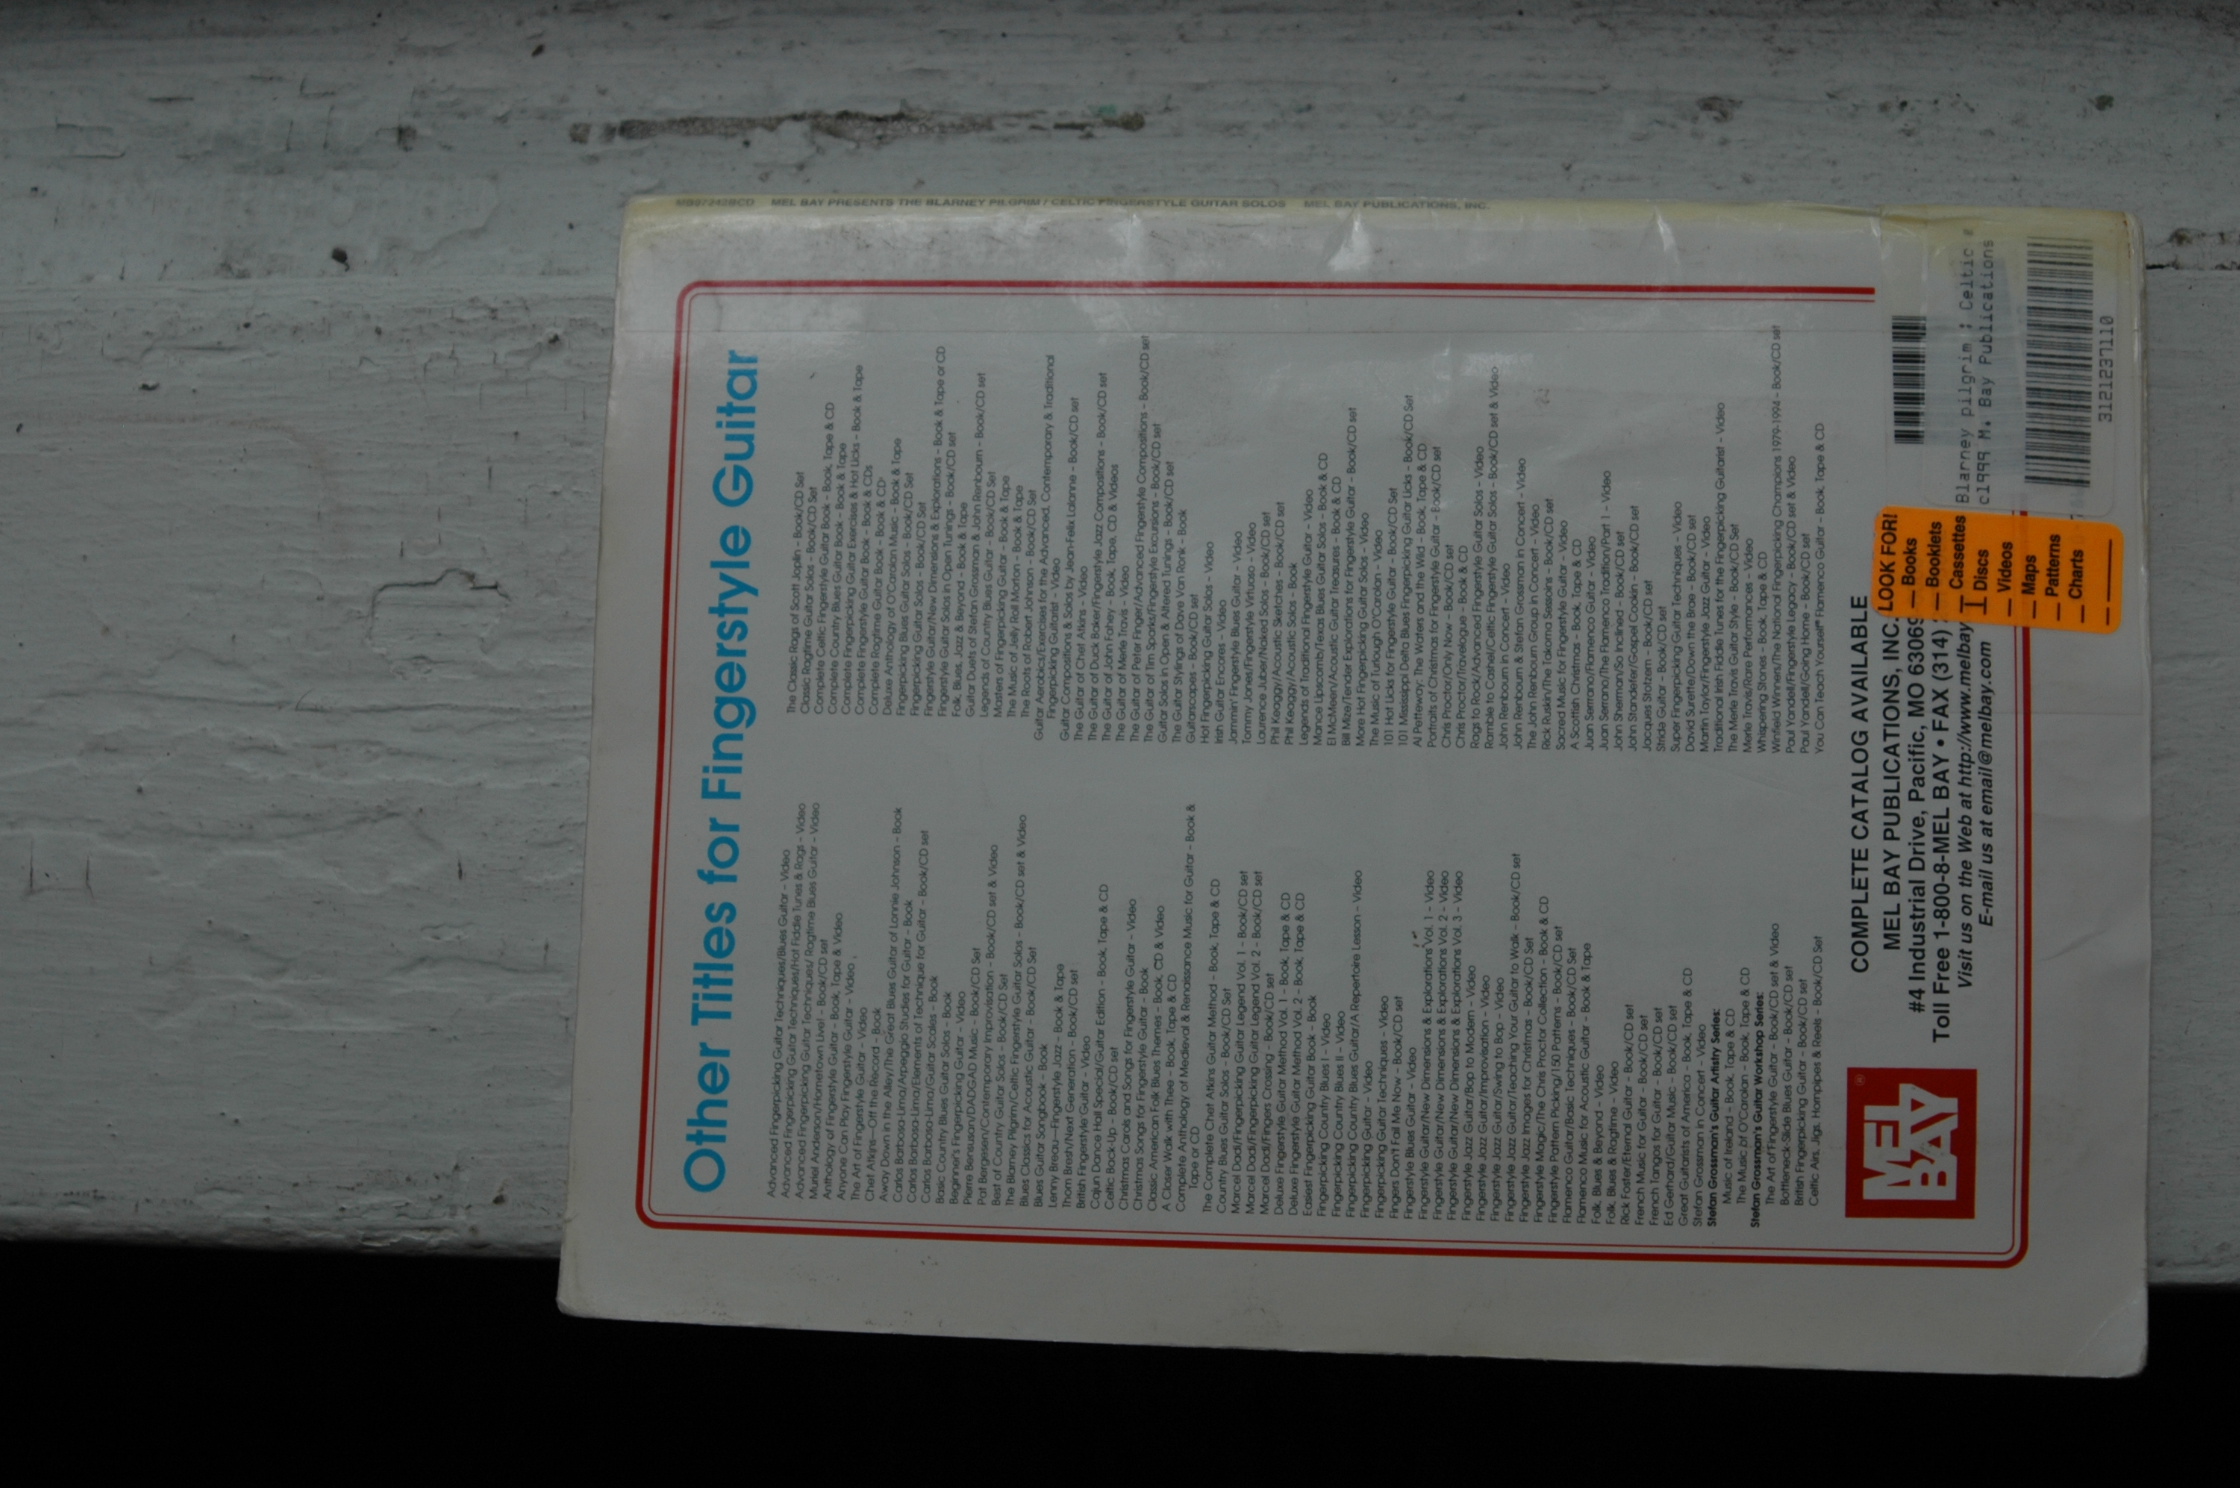 Other Titles for Fingerstyle Guitar
Advanced Fingerpicking Guitar Techniques/Blues Guitar - Video
Advanced Fingerpicking Guitar Techniques/Hot Fiddle Tunes & Rags - Video
Advanced Fingerpicking Guitar Techniques/ Ragtime Blues Guitar - Video
Muriel Anderson/Hometown Live! - Book/CD set
Anthology of Fingerstyle Guitar - Book, Tape & Video
Anyone Can Play Fingerstyle Guitar - Video
The Art of Fingerstyle Guitar - Video
Chet Atkins—Off the Record - Book
Away Down in the Alley/The Great Blues Guitar of Lonnie Johnson - Book
Carlos Barbosa-Lima/Arpeggio Studies for Guitar - Book
Carlos Barbosa-Lima/Elements of Technique for Guitar - Book/CD set
Carlos Barbosa-Lima/Guitar Scales - Book
Basic Country Blues Guitar Solos - Book
Beginner's Fingerpicking Guitar - Video
Pierre Bensusan/DADGAD Music - Book/CD Set
Pat Bergeson/Contemporary Improvisation - Book/CD set & Video
Best of Country Guitar Solos - Book/CD Set
The Blarney Pilgrim/Celtic Fingerstyle Guitar Solos - Book/CD set & Video
Blues Classics for Acoustic Guitar - Book/CD Set
Blues Guitar Songbook - Book
Lenny Breau—Fingerstyle Jazz - Book & Tape
Thom Bresh/Next Generation - Book/CD set
British Fingerstyle Guitar - Video
Cajun Dance Hall Special/Guitar Edition - Book, Tape & CD
Celtic Back-Up - Book/CD set
Christmas Carols and Songs for Fingerstyle Guitar - Video
Christmas Songs for Fingerstyle Guitar - Book
Classic American Folk Blues Themes - Book, CD & Video
A Closer Walk with Thee - Book, Tape & CD
Complete Anthology of Medieval & Renaissance Music for Guitar - Book &
Tape or CD
The Complete Chet Atkins Guitar Method - Book, Tape & CD
Country Blues Guitar Solos - Book/CD Set
Marcel Dadi/Fingerpicking Guitar Legend Vol. 1 - Book/CD set
Marcel Dadi/Fingerpicking Guitar Legend Vol. 2 - Book/CD set
Marcel Dadi/Fingers Crossing - Book/CD set
Deluxe Fingerstyle Guitar Method Vol. 1 - Book, Tape & CD
Deluxe Fingerstyle Guitar Method Vol. 2 - Book, Tape & CD
Easiest Fingerpicking Guitar Book - Book
Fingerpicking Country Blues I - Video
Fingerpicking Country Blues II - Video
Fingerpicking Country Blues Guitar/A Repertoire Lesson - Video
Fingerpicking Guitar - Video
Fingerpicking Guitar Techniques - Video
Fingers Don't Fail Me Now - Book/CD set
Fingerstyle Blues Guitar - Video
Fingerstyle Guitar/New Dimensions & Explorations Vol. 1 - Video
Fingerstyle Guitar/New Dimensions & Explorations Vol. 2 - Video
Fingerstyle Guitar/New Dimensions & Explorations Vol. 3 - Video
Fingerstyle Jazz Guitar/Bop to Modern - Video
Fingerstyle Jazz Guitar/Improvisation - Video
Fingerstyle Jazz Guitar/Swing to Bop - Video
Fingerstyle Jazz Guitar/Teaching Your Guitar to Walk - Book/CD set
Fingerstyle Jazz Images for Christmas - Book/CD Set
Fingerstyle Magic/The Chris Proctor Collection - Book & CD
Fingerstyle Pattern Picking/150 Patterns - Book/CD set
Flamenco Guitar/Basic Techniques - Book/CD Set
Flamenco Music for Acoustic Guitar - Book & Tape
Folk, Blues & Beyond - Video
Folk, Blues & Ragtime - Video
Rick Foster/Eternal Guitar - Book/CD set
French Music for Guitar - Book/CD set
French Tangos for Guitar - Book/CD set
Ed Gerhard/Guitar Music - Book/CD set
Great Guitarists of America - Book, Tape & CD
Stefan Grossman in Concert - Video
Stefan Grossman's Guitar Artistry Series:
Music of Ireland - Book, Tape & CD
The Music of O'Carolan - Book, Tape & CD
Stefan Grossman's Guitar Workshop Series:
The Art of Fingerstyle Guitar - Book/CD set & Video
Bottleneck-Slide Blues Guitar - Book/CD set
British Fingerpicking Guitar - Book/CD set
Celtic Airs, Jigs, Hornpipes & Reels - Book/CD Set
The Classic Rags of Scott Joplin - Book/CD Set
Classic Ragtime Guitar Solos - Book/CD Set
Complete Celtic Fingerstyle Guitar Book - Book, Tape & CD
Complete Country Blues Guitar Book - Book & Tape
Complete Fingerpicking Guitar Exercises & Hot Licks - Book & Tape
Complete Fingerstyle Guitar Book - Book & CDs
Complete Ragtime Guitar Book - Book & CD
Deluxe Anthology of O'Carolan Music - Book & Tape
Fingerpicking Blues Guitar Solos - Book/CD Set
Fingerpicking Guitar Solos - Book/CD Set
Fingerstyle Guitar/New Dimensions & Explorations - Book & Tape or CD
Fingerstyle Guitar Solos in Open Tunings - Book/CD set
Folk, Blues, Jazz & Beyond - Book & Tape
Guitar Duets of Stefan Grossman & John Renbourn - Book/CD set
Legends of Country Blues Guitar - Book/CD Set
Masters of Fingerpicking Guitar - Book & Tape
The Music of Jelly Roll Morton - Book & Tape
The Roots of Robert Johnson - Book/CD Set
Guitar Aerobics/Exercises for the Advanced, Contemporary & Traditional
Fingerpicking Guitarist - Video
Guitar Compositions & Solos by Jean-Felix Lalanne - Book/CD set
The Guitar of Chet Atkins - Video
The Guitar of Duck Baker/Fingerstyle Jazz Compositions - Book/CD set
The Guitar of John Fahey - Book, Tape, CD & Videos
The Guitar of Merle Travis - Video
The Guitar of Peter Finger/Advanced Fingerstyle Compositions - Book/CD set
The Guitar of Tim Sparks/Fingerstyle Excursions - Book/CD set
Guitar Solos in Open & Altered Tunings - Book/CD set
The Guitar Stylings of Dave Van Ronk - Book
Guitarscapes - Book/CD set
Hot Fingerpicking Guitar Solos - Video
Irish Guitar Encores - Video
Jammin' Fingerstyle Blues Guitar - Video
Tommy Jones/Fingerstyle Virtuoso - Video
Laurence Juber/Naked Solos - Book/CD set
Phil Keaggy/Acoustic Sketches - Book/CD set
Phil Keaggy/Acoustic Solos - Book
Legends of Traditional Fingerstyle Guitar - Video
Mance Lipscomb/Texas Blues Guitar Solos - Book & CD
El McMeen/Acoustic Guitar Treasures - Book & CD
Bill Mize/Tender Explorations for Fingerstyle Guitar - Book/CD set
More Hot Fingerpicking Guitar Solos - Video
The Music of Turlough O'Carolan - Video
101 Hot Licks for Fingerstyle Guitar - Book/CD Set
101 Mississippi Delta Blues Fingerpicking Guitar Licks - Book/CD Set
Al Petteway: The Waters and the Wild - Book, Tape & CD
Portraits of Christmas for Fingerstyle Guitar - Book/CD set
Chris Proctor/Only Now - Book/CD set
Chris Proctor/Travelogue - Book & CD
Rags to Rock/Advanced Fingerstyle Guitar Solos - Video
Ramble to Cashel/Celtic Fingerstyle Guitar Solos - Book/CD set & Video
John Renbourn in Concert - Video
John Renbourn & Stefan Grossman in Concert - Video
The John Renbourn Group in Concert - Video
Rick Ruskin/The Takoma Sessoins - Book/CD set
Sacred Music for Fingerstyle Guitar - Video
A Scottish Christmas - Book, Tape & CD
Juan Serrano/Flamenco Guitar - Video
Juan Serrano/The Flamenco Tradition/Part 1 - Video
John Sherman/So Inclined - Book/CD set
John Standefer/Gospel Cookin - Book/CD set
Jacques Stotzem - Book/CD set
Strida Guitar - Book/CD set
Super Fingerpicking Guitar Techniques - Video
David Surette/Down the Brae - Book/CD set
Martin Taylor/Fingerstyle Jazz Guitar - Video
Traditional Irish Fiddle Tunes for the Fingerpicking Guitarist - Video
The Merle Travis Guitar Style - Book/CD Set
Merle Travis/Rare Performances - Video
Whispering Stones - Book, Tape & CD
Winfield Winners/The National Fingerpicking Champions 1979-1994 - Book/CD set
Paul Yandell/Fingerstyle Legacy - Book/CD set & Video
Paul Yandell/Going Home - Book/CD set
You Can Teach Yourself® Flamenco Guitar - Book, Tape & CD
MEL
BAY
®
COMPLETE CATALOG AVAILABLE
MEL BAY PUBLICATIONS, INC.
#4 Industrial Drive, Pacific, MO 63069
Toll Free 1-800-8-MEL BAY • FAX (314)
Visit us on the Web at http://www.melbay
E-mail us at email@melbay.com
LOOK FOR!
Books
Booklets
Cassettes
1 Discs
Videos
Maps
Patterns
Charts
Blarney pilgrim : Celtic
c1999 M. Bay Publications
3121237110
MEL BAY PRESENTS THE BLARNEY PILGRIM / CELTIC FINGERSTYLE GUITAR SOLOS MEL BAY PUBLICATIONS, INC.